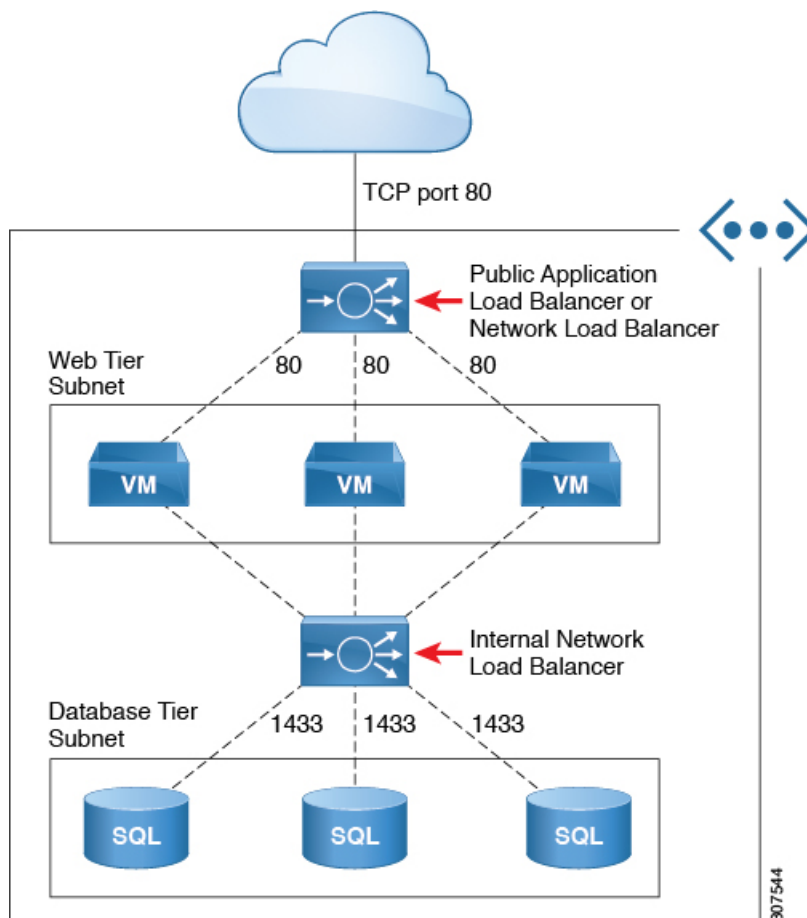 TCP port 80
Public Application
Load Balancer or
Network Load Balancer
80 80 80
Web Tier
Subnet
VM VM VM
Internal Network
Load Balancer
Database Tier
Subnet
1433 1433 1433
SQL SQL SQL
307544